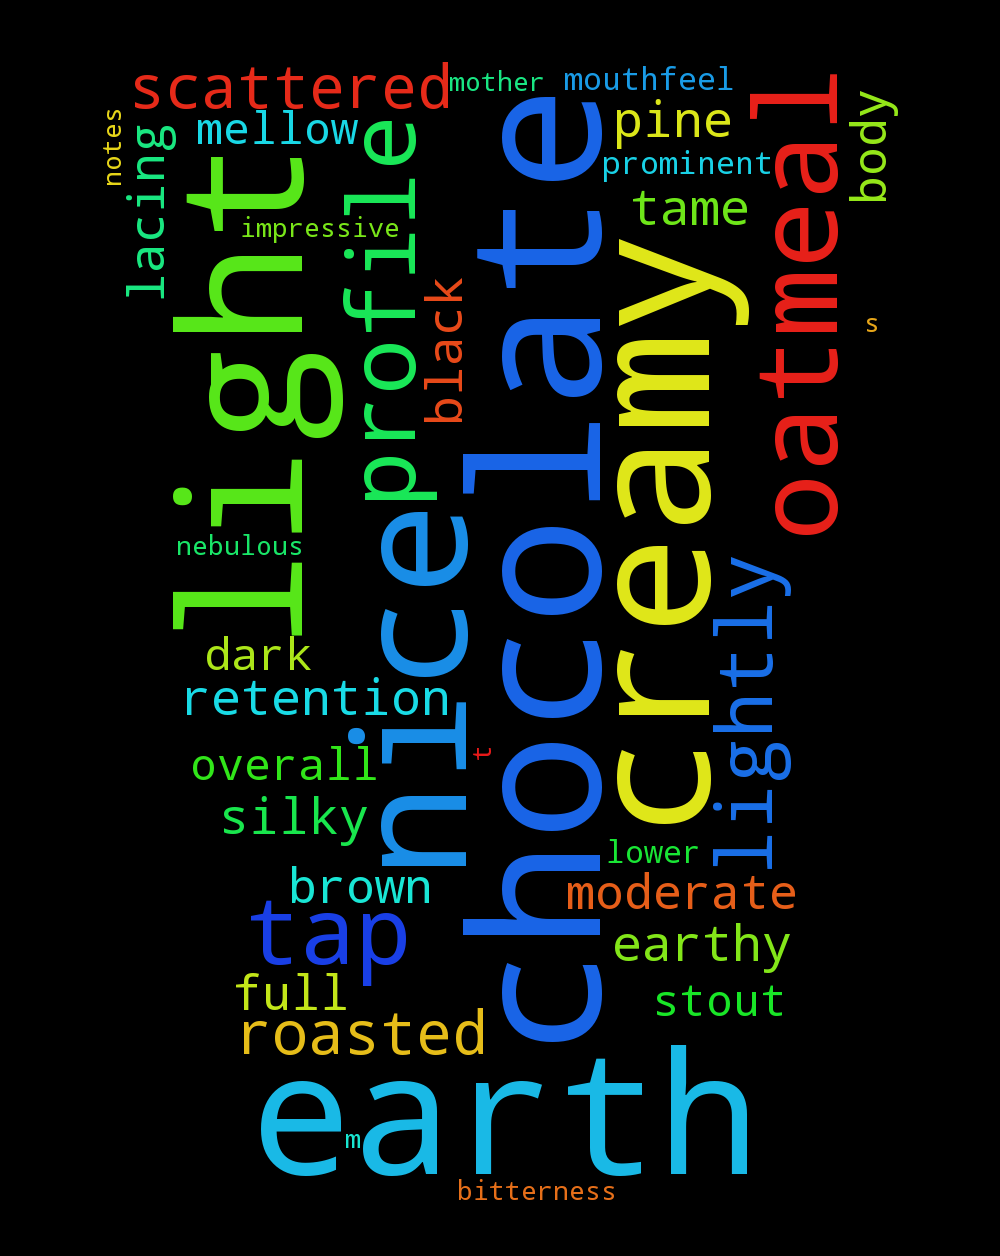 scattered
mother
mouthfeel
notes
lacing
mellow
profile
chocolate
pine
oatmeal
body
prominent
light
impressive
tame
creamy
black
s
nebulous
nice
lightly
dark
retention
overall
t
silky
lower
brown
moderate
tap
earthy
full
stout
roasted
earth
m
bitterness